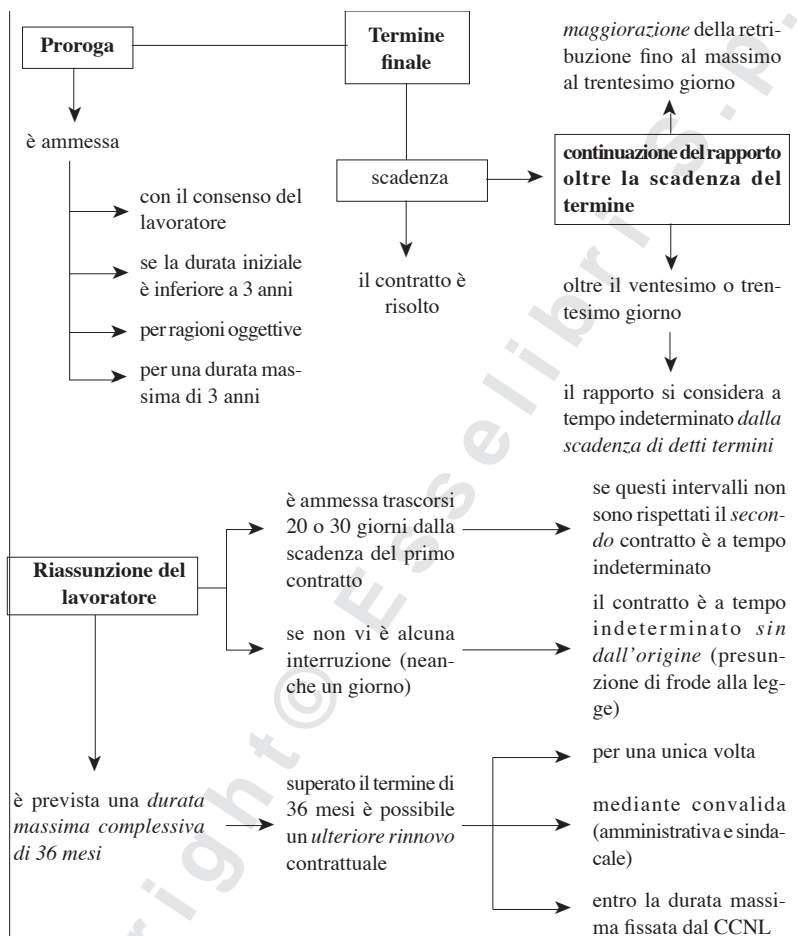 Proroga
Termine
finale
maggiorazione della retri-
buzione fino al massimo
al trentesimo giorno
è ammessa
scadenza
continuazione del rapporto
oltre la scadenza del
termine
con il consenso del
lavoratore
se la durata iniziale
è inferiore a 3 anni
per ragioni oggettive
per una durata mas-
sima di 3 anni
il contratto è
risolto
oltre il ventesimo o tren-
tesimo giorno
il rapporto si considera a
tempo indeterminato dalla
scadenza di detti termini
Riassunzione del
lavoratore
è ammessa trascorsi
20 o 30 giorni dalla
scadenza del primo
contratto
se questi intervalli non
sono rispettati il secon-
do contratto è a tempo
indeterminato
se non vi è alcuna
interruzione (nean-
che un giorno)
il contratto è a tempo
indeterminato sin
dall'origine (presun-
zione di frode alla leg-
ge)
è prevista una durata
massima complessiva
di 36 mesi
superato il termine di
36 mesi è possibile
un ulteriore rinnovo
contrattuale
per una unica volta
mediante convalida
(amministrativa e sinda-
cale)
entro la durata massi-
ma fissata dal CCNL
right© Esselibri S.p.